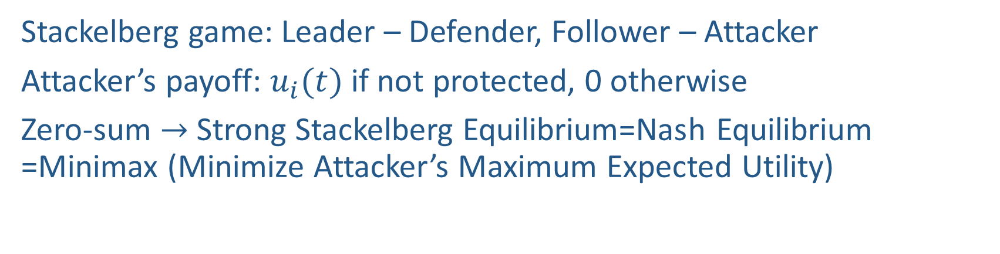 Stackelberg game: Leader – Defender, Follower – Attacker
Attacker’s payoff: 𝑢𝑖(𝑡) if not protected, 0 otherwise
Zero-sum → Strong Stackelberg Equilibrium=Nash Equilibrium
=Minimax (Minimize Attacker’s Maximum Expected Utility)